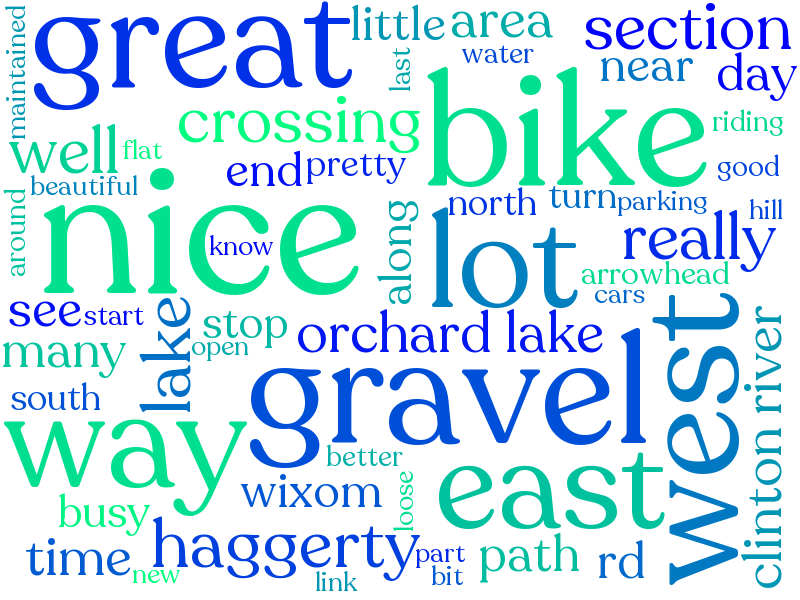 great
little
area
section
maintained
last
water
near
day
crossing
bike
riding
well
flat
end
pretty
good
beautiful
nice
around
know
along
north
turn
parking
hill
lot
really
arrowhead
cars
see
start
lake
stop
open
orchard lake
west
many
south
gravel
clinton river
way
better
wixom
east
busy
loose
time
haggerty
new
link
part
bit
path
rd